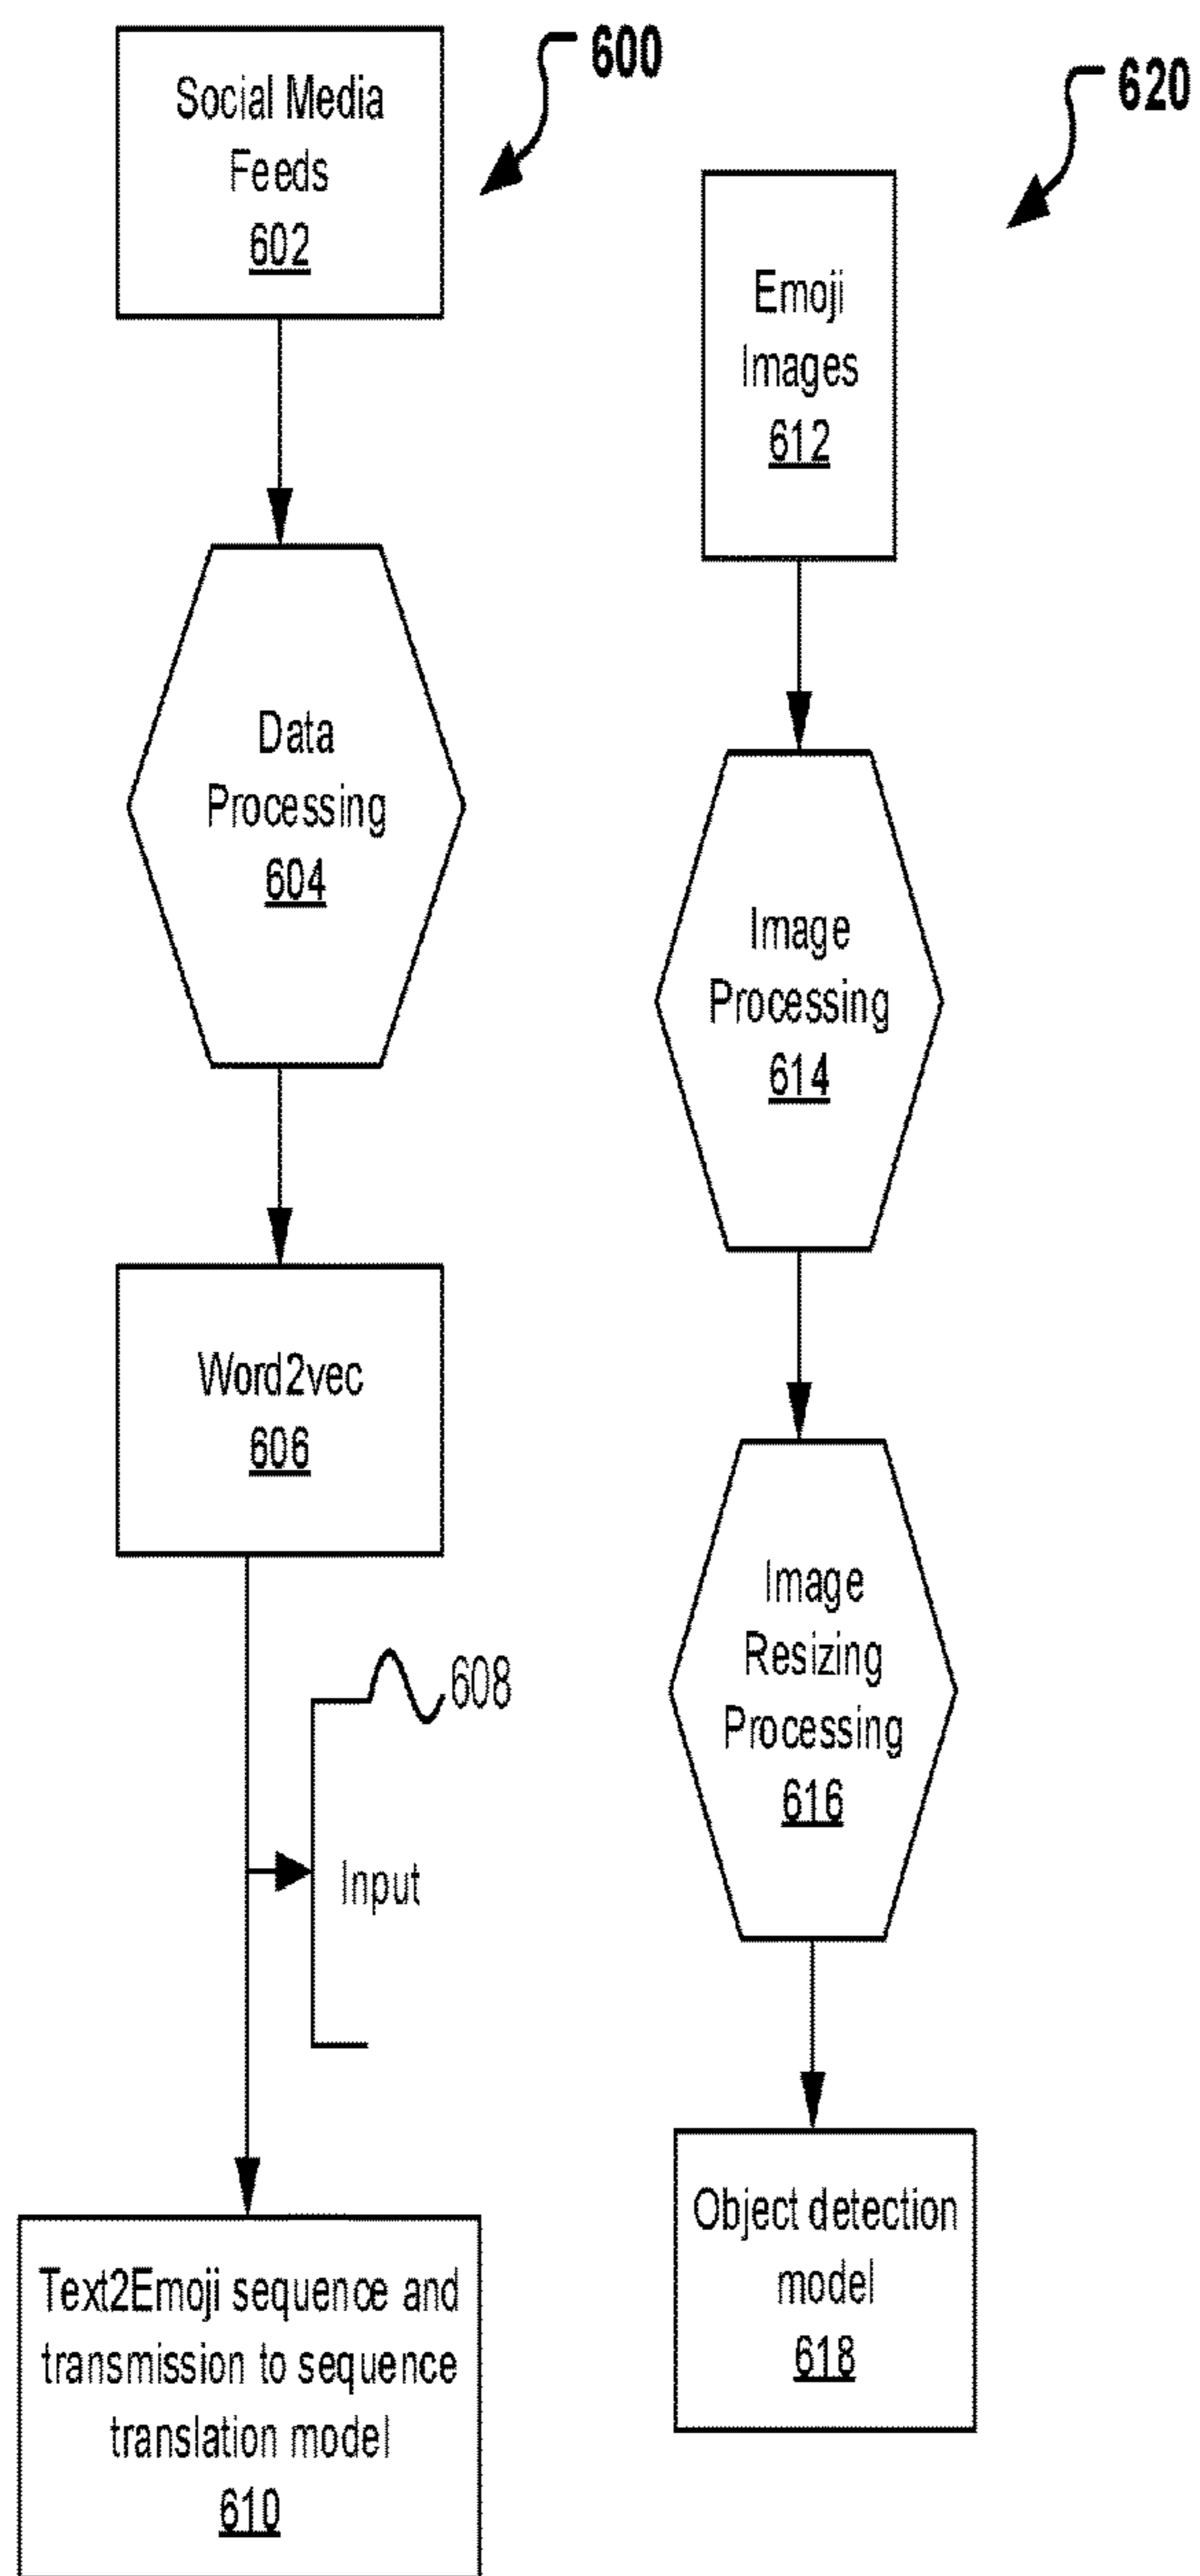 600
Social Media
Feeds
602
Data
Processing
604
Word2vec
606
608
Input
Text2Emoji sequence and
transmission to sequence
translation model
610
620
Emoji
Images
612
Image
Processing
614
Image
Resizing
Processing
616
Object detection
model
618